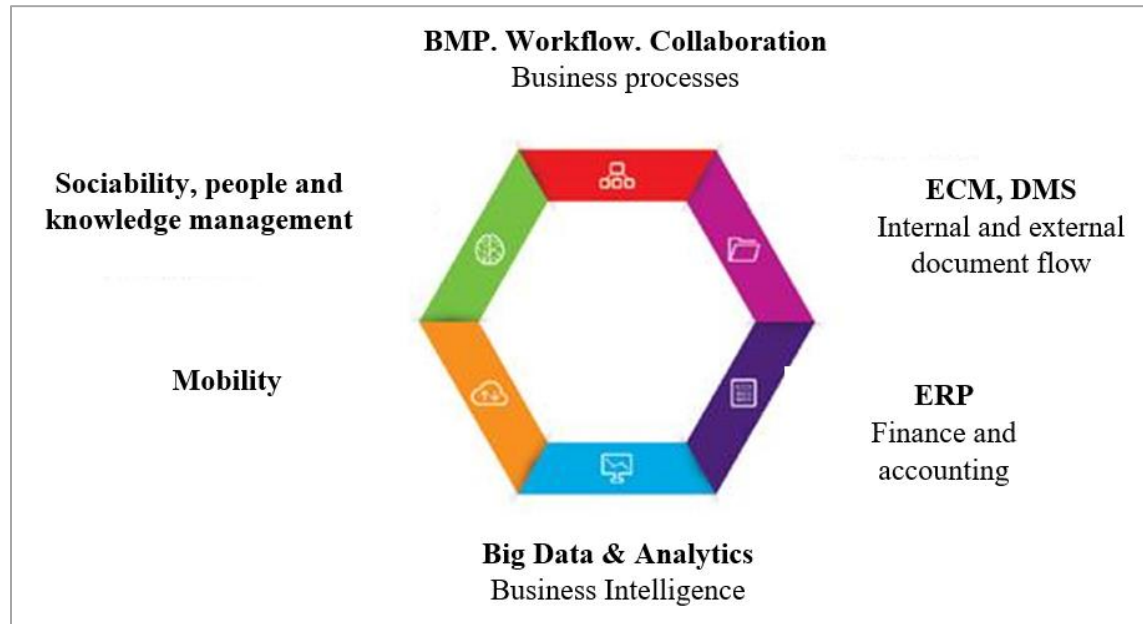 BMP. Workflow. Collaboration
Business processes
Sociability, people and
knowledge management
ECM, DMS
Internal and external
document flow
Mobility
ERP
Finance and
accounting
Big Data & Analytics
Business Intelligence